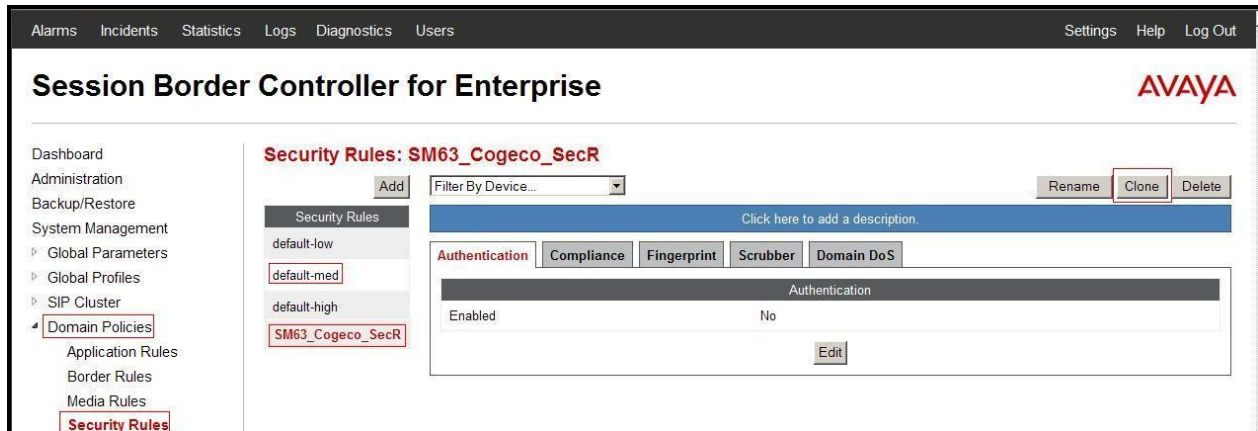 Alarms Incidents Statistics Logs Diagnostics Users Settings Help Log Out
Session Border Controller for Enterprise
AVAYA
Dashboard
Administration
Backup/Restore
System Management
Global Parameters
Global Profiles
SIP Cluster
Domain Policies
Application Rules
Border Rules
Media Rules
Security Rules
Security Rules: SM63_Cogeco_SecR
Add
Filter By Device...
Rename Clone Delete
Security Rules
default-low
default-med
default-high
SM63_Cogeco_SecR
Click here to add a description.
Authentication Compliance Fingerprint Scrubber Domain DoS
Authentication
Enabled No
Edit